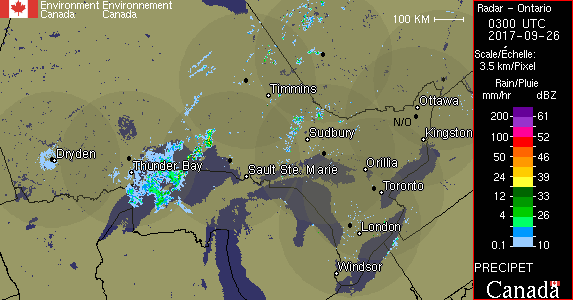 Environment Environnement
Canada Canada
100 KM
Timmins
Ottawa
N/O
Sudbury
Kingston
Dryden
Thunder Bay
Sault Ste. Marie
Orillia
Toronto
London
Windsor
Radar - Ontario
0300 UTC
2017-09-26
Scale/Échelle:
3.5 km/Pixel
Rain/Pluie
mm/hr dBZ
200 61
100 52
50 46
24 39
12 33
4 26
0.1 10
PRECIPET
Canada